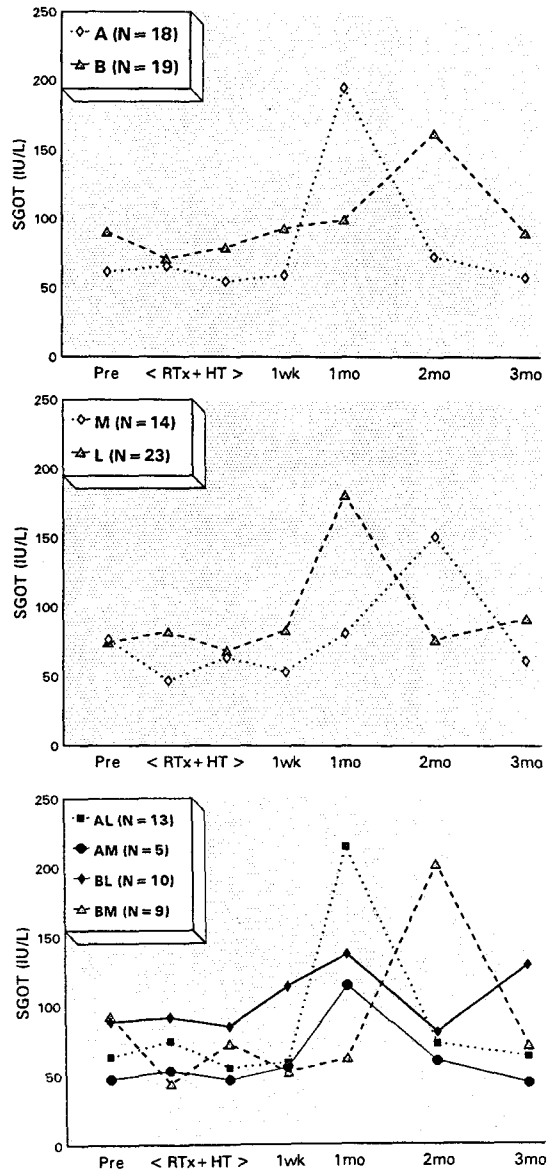 250
200
150
100
50
0
SGOT (IU/L)
A (N = 18)
B (N = 19)
Pre < RTx + HT > 1wk 1mo 2mo 3mo
250
200
150
100
50
0
SGOT (IU/L)
M (N = 14)
L (N = 23)
Pre < RTx + HT > 1wk 1mo 2mo 3mo
250
200
150
100
50
0
SGOT (IU/L)
AL (N = 13)
AM (N = 5)
BL (N = 10)
BM (N = 9)
Pre < RTx + HT > 1wk 1mo 2mo 3mo